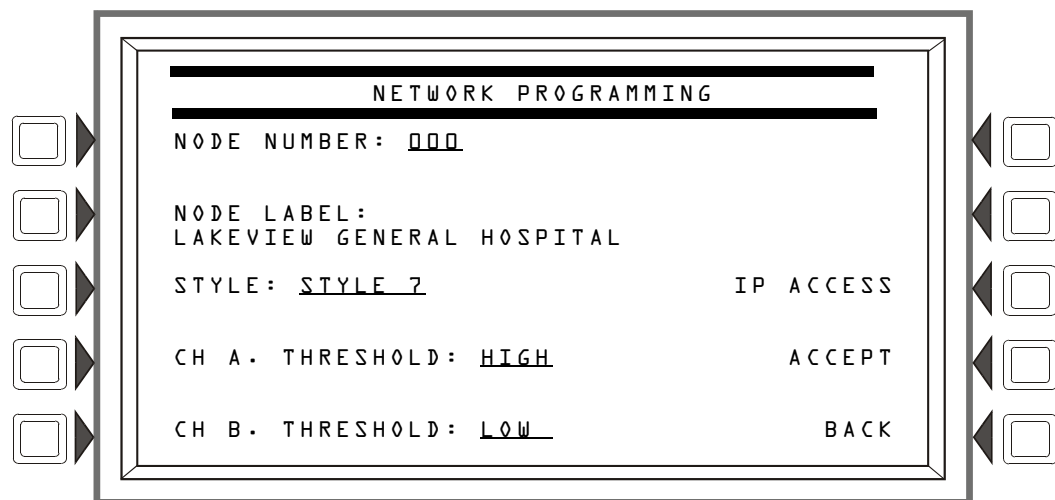 NETWORK PROGRAMMING
NODE NUMBER: 000
NODE LABEL:
LAKEVIEW GENERAL HOSPITAL
STYLE: STYLE 7 IP ACCESS
CH A. THRESHOLD: HIGH ACCEPT
CH B. THRESHOLD: LOW BACK